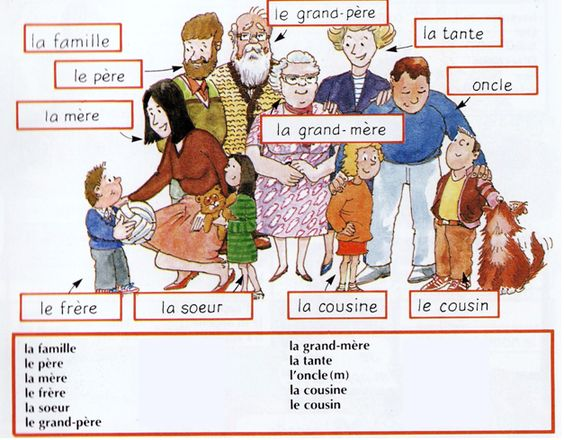 la famille
le grand-père
la tante
le père
oncle
la mère
la grand-mère
le frère
la soeur
la cousine
le cousin
la famille
le père
la mère
le frère
la soeur
le grand-père
la grand-mère
la tante
l'oncle (m)
la cousine
le cousin